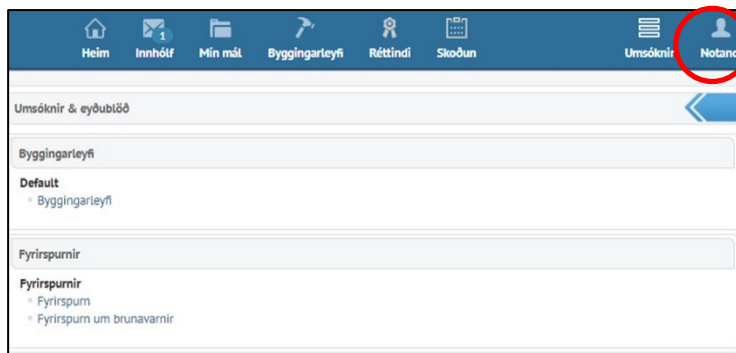 1
Heim Innhólf Mín mál Byggingarleyfi Réttindi Skoðun Umsóknir Notand
Umsóknir & eyðublöð
Byggingarleyfi
Default
Byggingarleyfi
Fyrirspurnir
Fyrirspurnir
Fyrirspurn
Fyrirspurn um brunavarnir